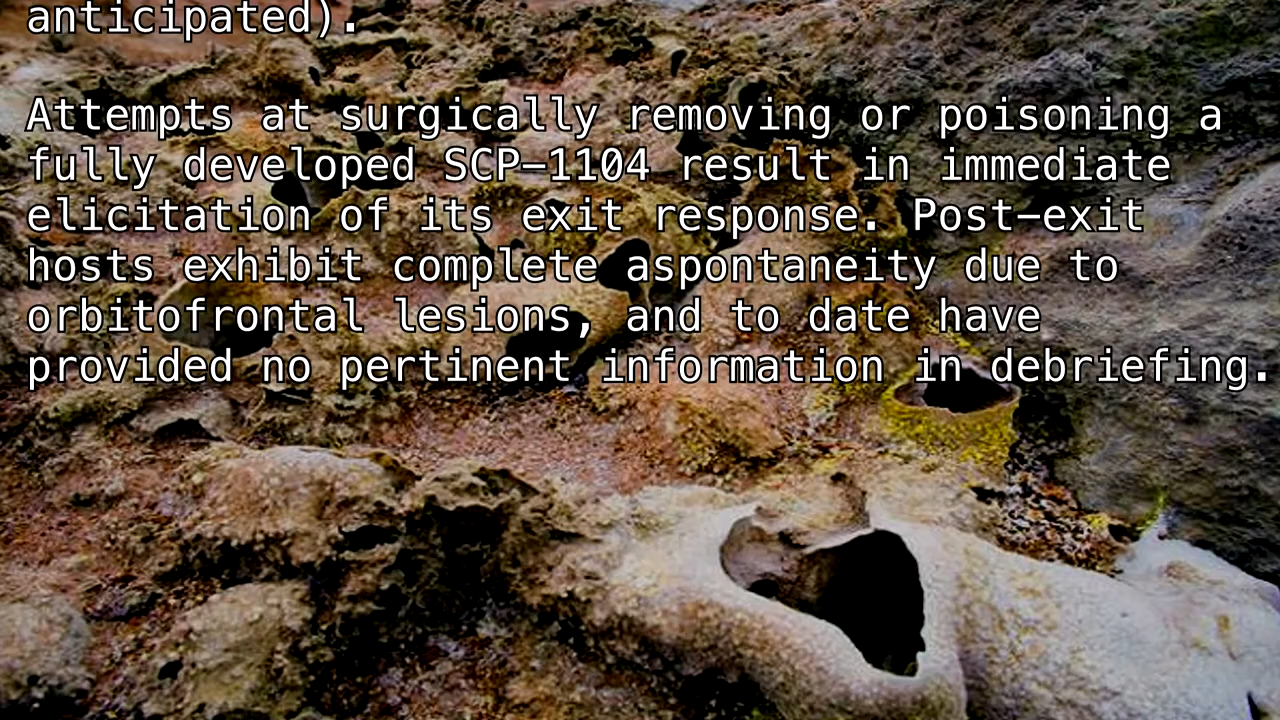 anticipated).
Attempts at surgically removing or poisoning a
fully developed SCP–1104 result in immediate
elicitation of its exit response. Post–exit
hosts exhibit complete aspontaneity due to
orbitofrontal lesions, and to date have
provided no pertinent information in debriefing.